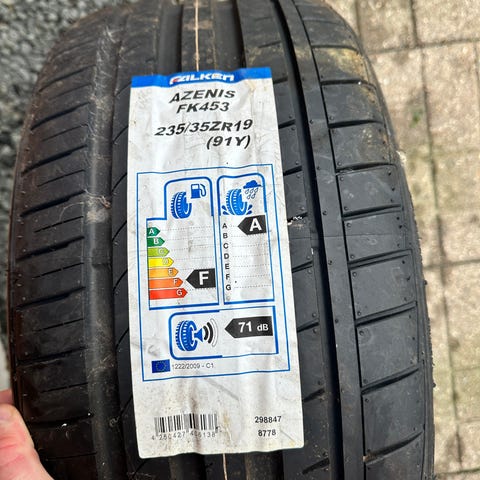 FALKEN
AZENIS
FK453
235/35ZR19
(91Y)
A
B
C
D
E
F
G
F
A
B
C
D
E
F
G
A
71 dB
1222/2009 - C1
298847
8778